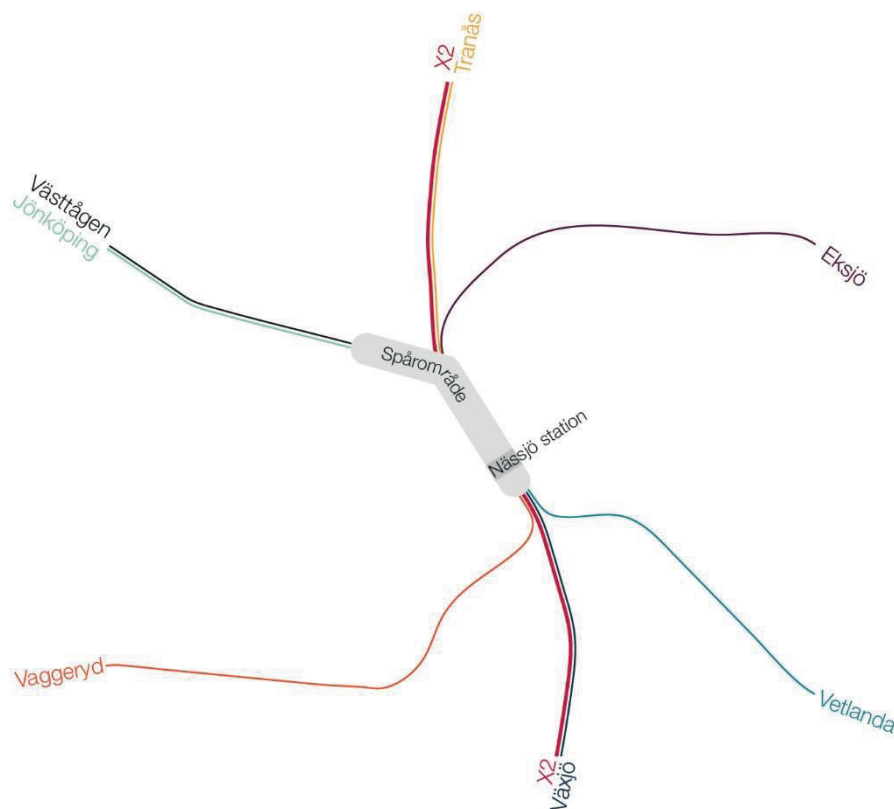 X2
Tranås
Västtågen
Jönköping
Eksjö
Spårområde
Nässjö station
Vaggeryd
Vetlanda
X2
Växjö